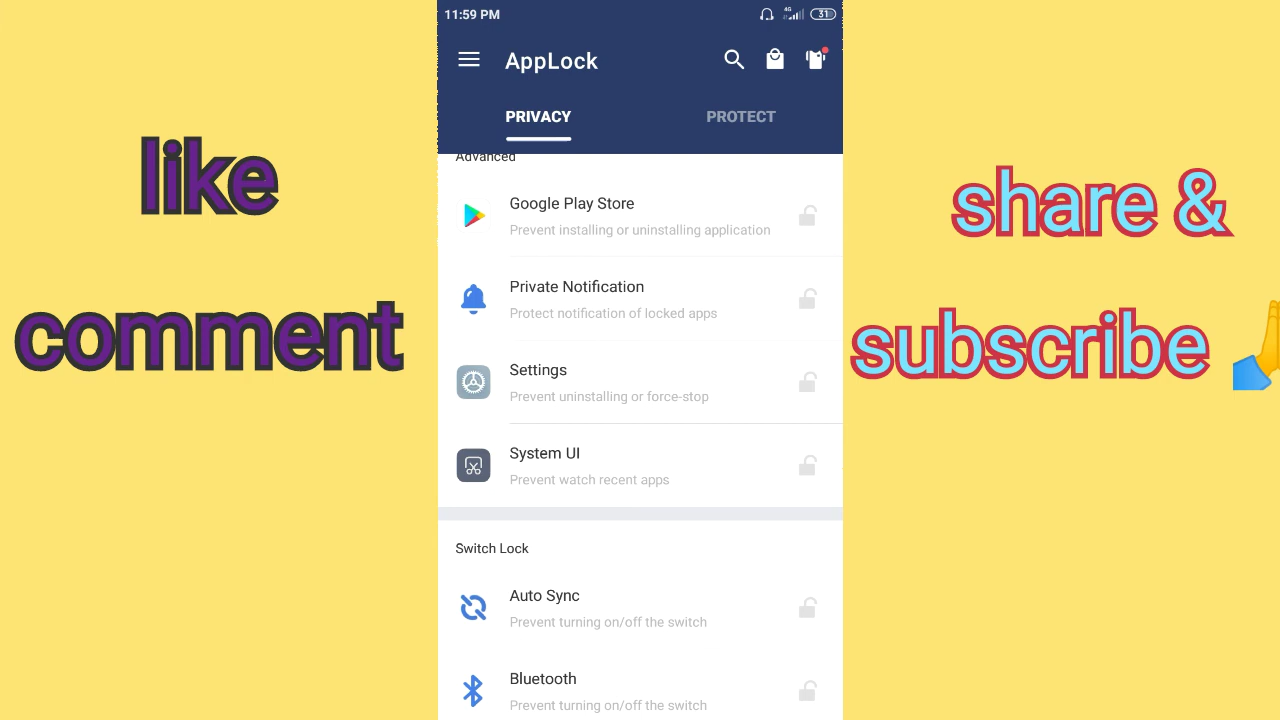 11:59 PM
4G
31
AppLock
PRIVACY
PROTECT
Advanced
Google Play Store
Prevent installing or uninstalling application
Private Notification
Protect notification of locked apps
Settings
Prevent uninstalling or force-stop
System UI
Prevent watch recent apps
Switch Lock
Auto Sync
Prevent turning on/off the switch
Bluetooth
Prevent turning on/off the switch
like
comment
share &
subscribe